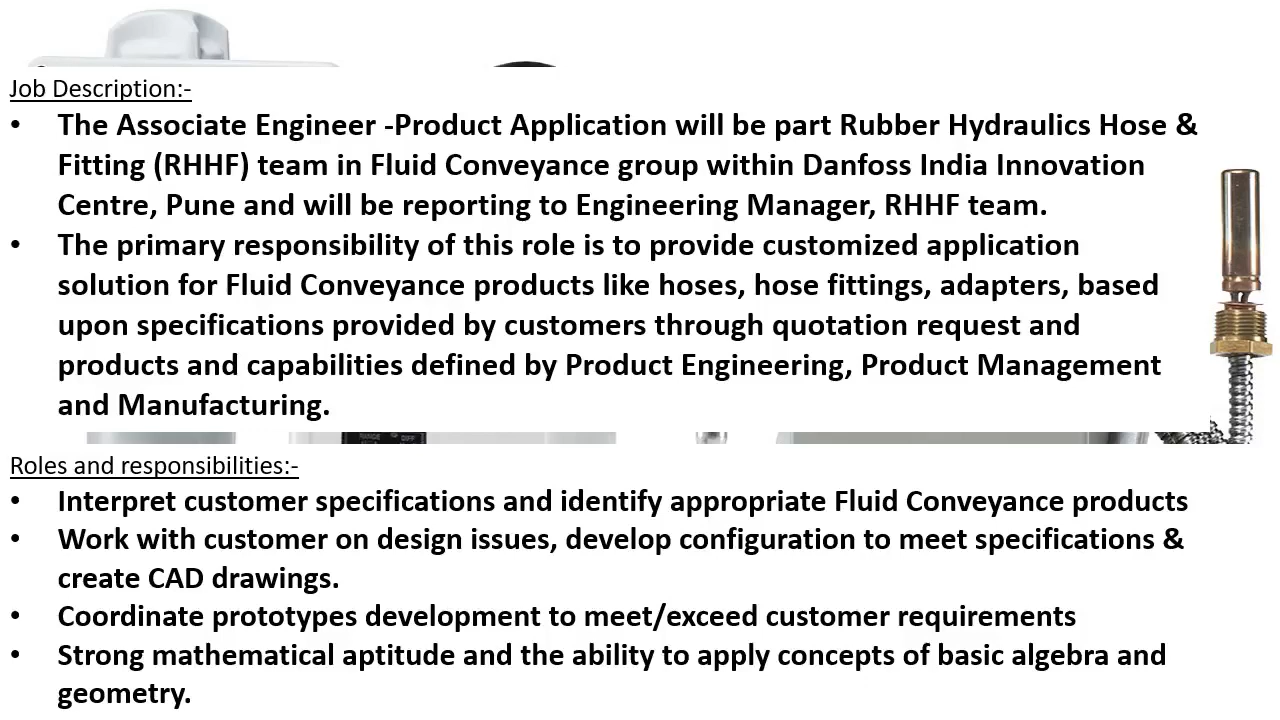 Job Description:-
• The Associate Engineer -Product Application will be part Rubber Hydraulics Hose &
Fitting (RHHF) team in Fluid Conveyance group within Danfoss India Innovation
Centre, Pune and will be reporting to Engineering Manager, RHHF team.
• The primary responsibility of this role is to provide customized application
solution for Fluid Conveyance products like hoses, hose fittings, adapters, based
upon specifications provided by customers through quotation request and
products and capabilities defined by Product Engineering, Product Management
and Manufacturing.
Roles and responsibilities:-
• Interpret customer specifications and identify appropriate Fluid Conveyance products
• Work with customer on design issues, develop configuration to meet specifications &
create CAD drawings.
• Coordinate prototypes development to meet/exceed customer requirements
• Strong mathematical aptitude and the ability to apply concepts of basic algebra and
geometry.